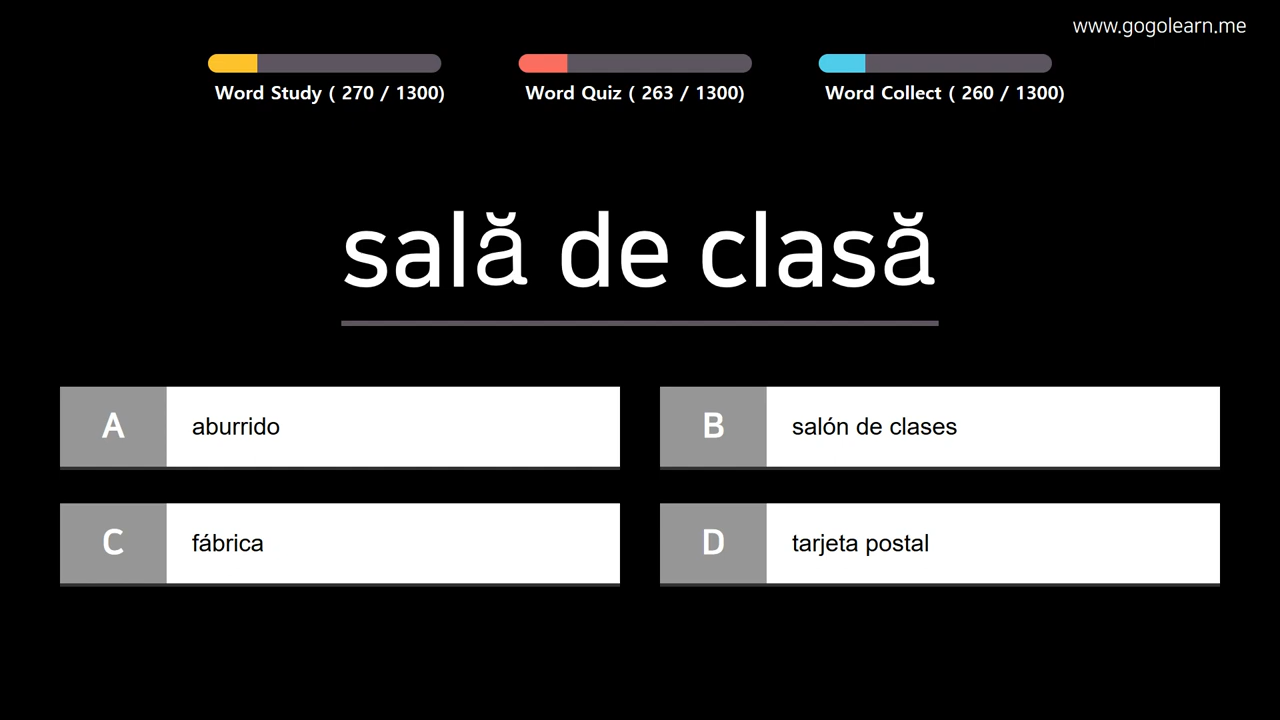 www.gogolearn.me
Word Study ( 270 / 1300)
Word Quiz ( 263 / 1300)
Word Collect ( 260 / 1300)
sală de clasă
A aburrido
B salón de clases
C fábrica
D tarjeta postal